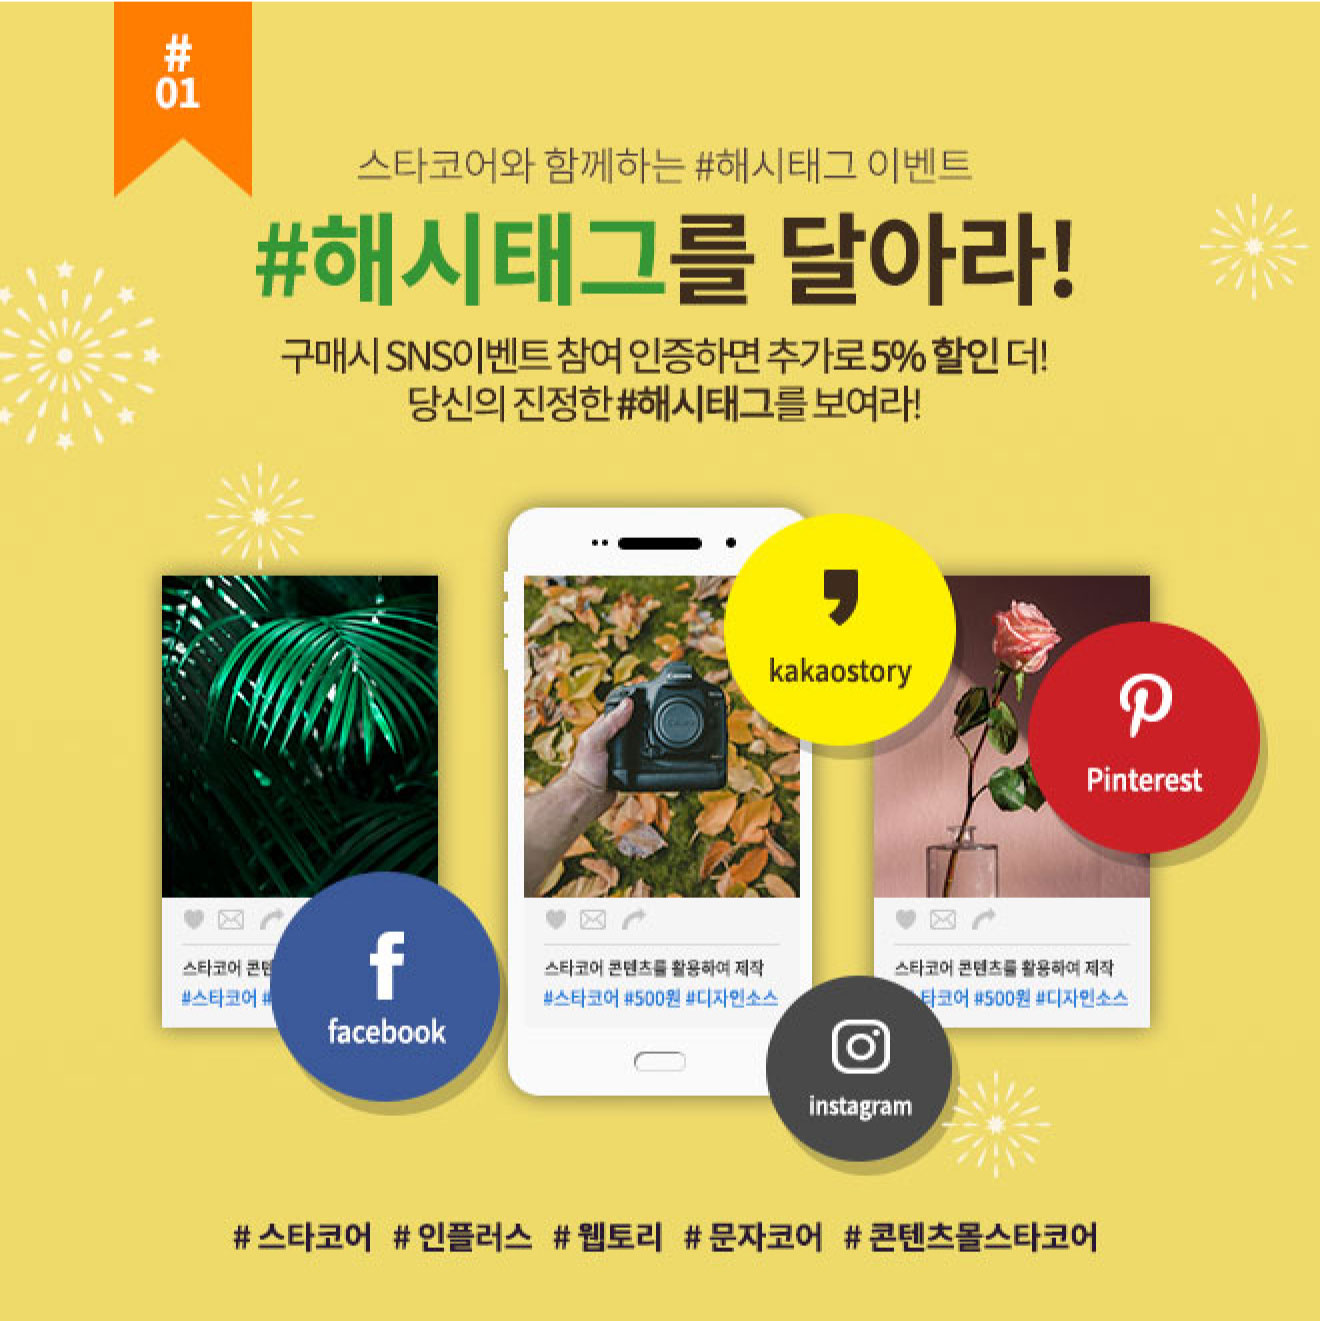 #
01
스타코어와 함께하는 #해시태그 이벤트
#해시태그를 달아라!
구매시 SNS이벤트 참여 인증하면 추가로 5% 할인 더!
당신의 진정한 #해시태그를 보여라!
kakaostory
Pinterest
스타코어 콘텐
#스타코어 #
facebook
스타코어 콘텐츠를 활용하여 제작
#스타코어 #500원 #디자인소스
스타코어 콘텐츠를 활용하여 제작
타코어 #500원 #디자인소스
instagram
# 스타코어 # 인플러스 # 웹토리 # 문자코어 # 콘텐츠몰스타코어